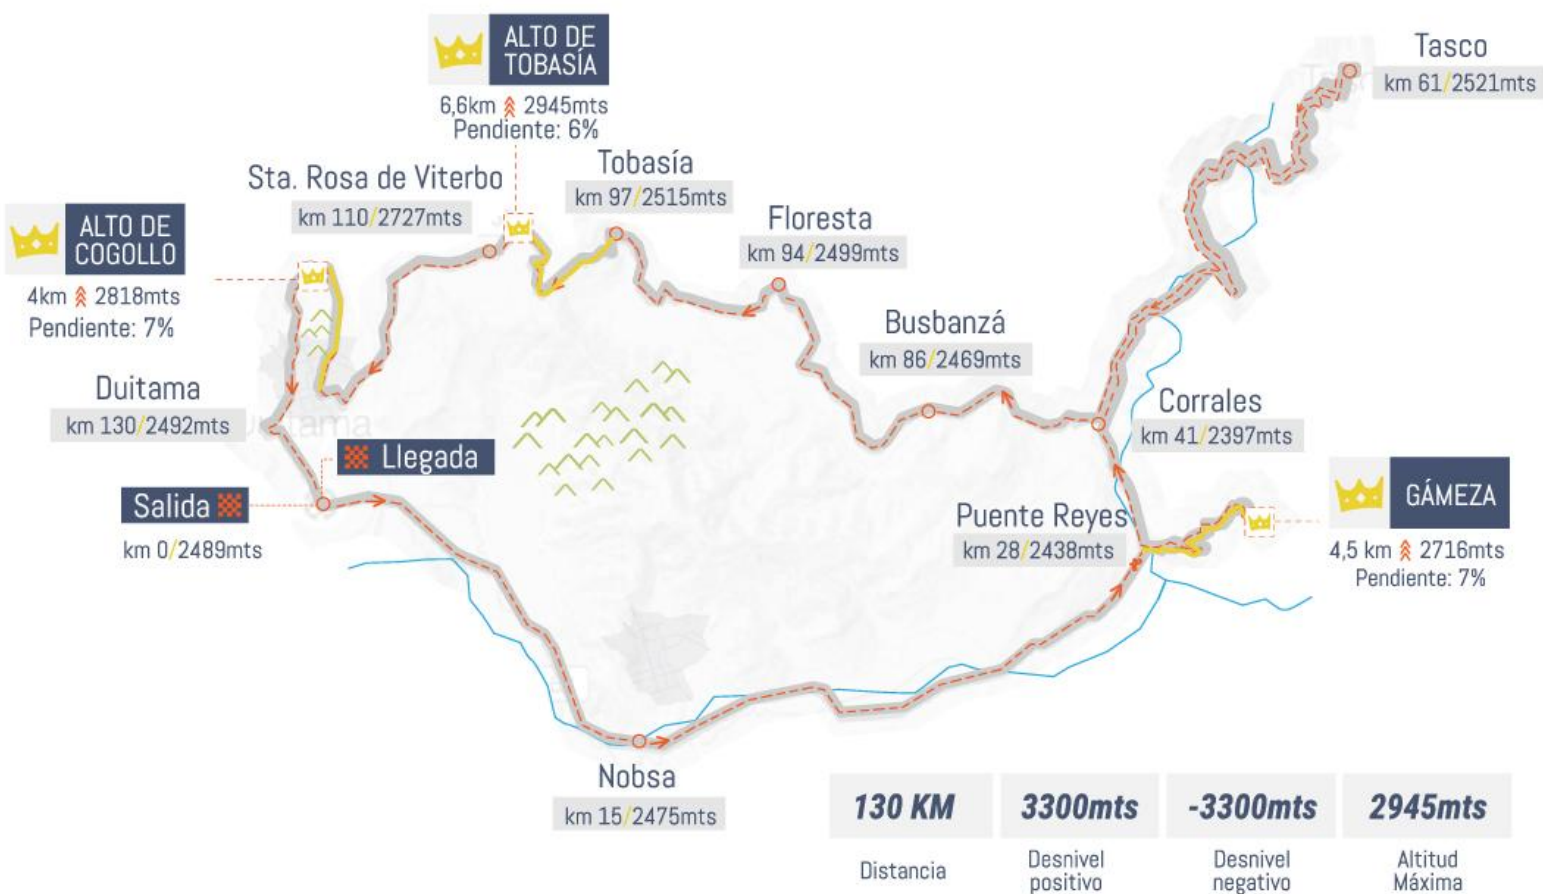 ALTO DE
TOBASÍA
6,6km 2945mts
Pendiente: 6%
Tasco
km 61/2521mts
Sta. Rosa de Viterbo
km 110/2727mts
Tobasía
km 97/2515mts
Floresta
km 94/2499mts
ALTO DE
COGOLLO
4km 2818mts
Pendiente: 7%
Busbanzá
km 86/2469mts
Duitama
km 130/2492mts
Corrales
km 41/2397mts
Llegada
Salida
km 0/2489mts
Puente Reyes
km 28/2438mts
GÁMEZA
4,5 km 2716mts
Pendiente: 7%
Nobsa
km 15/2475mts
130 KM
Distancia
3300mts
Desnivel
positivo
-3300mts
Desnivel
negativo
2945mts
Altitud
Máxima